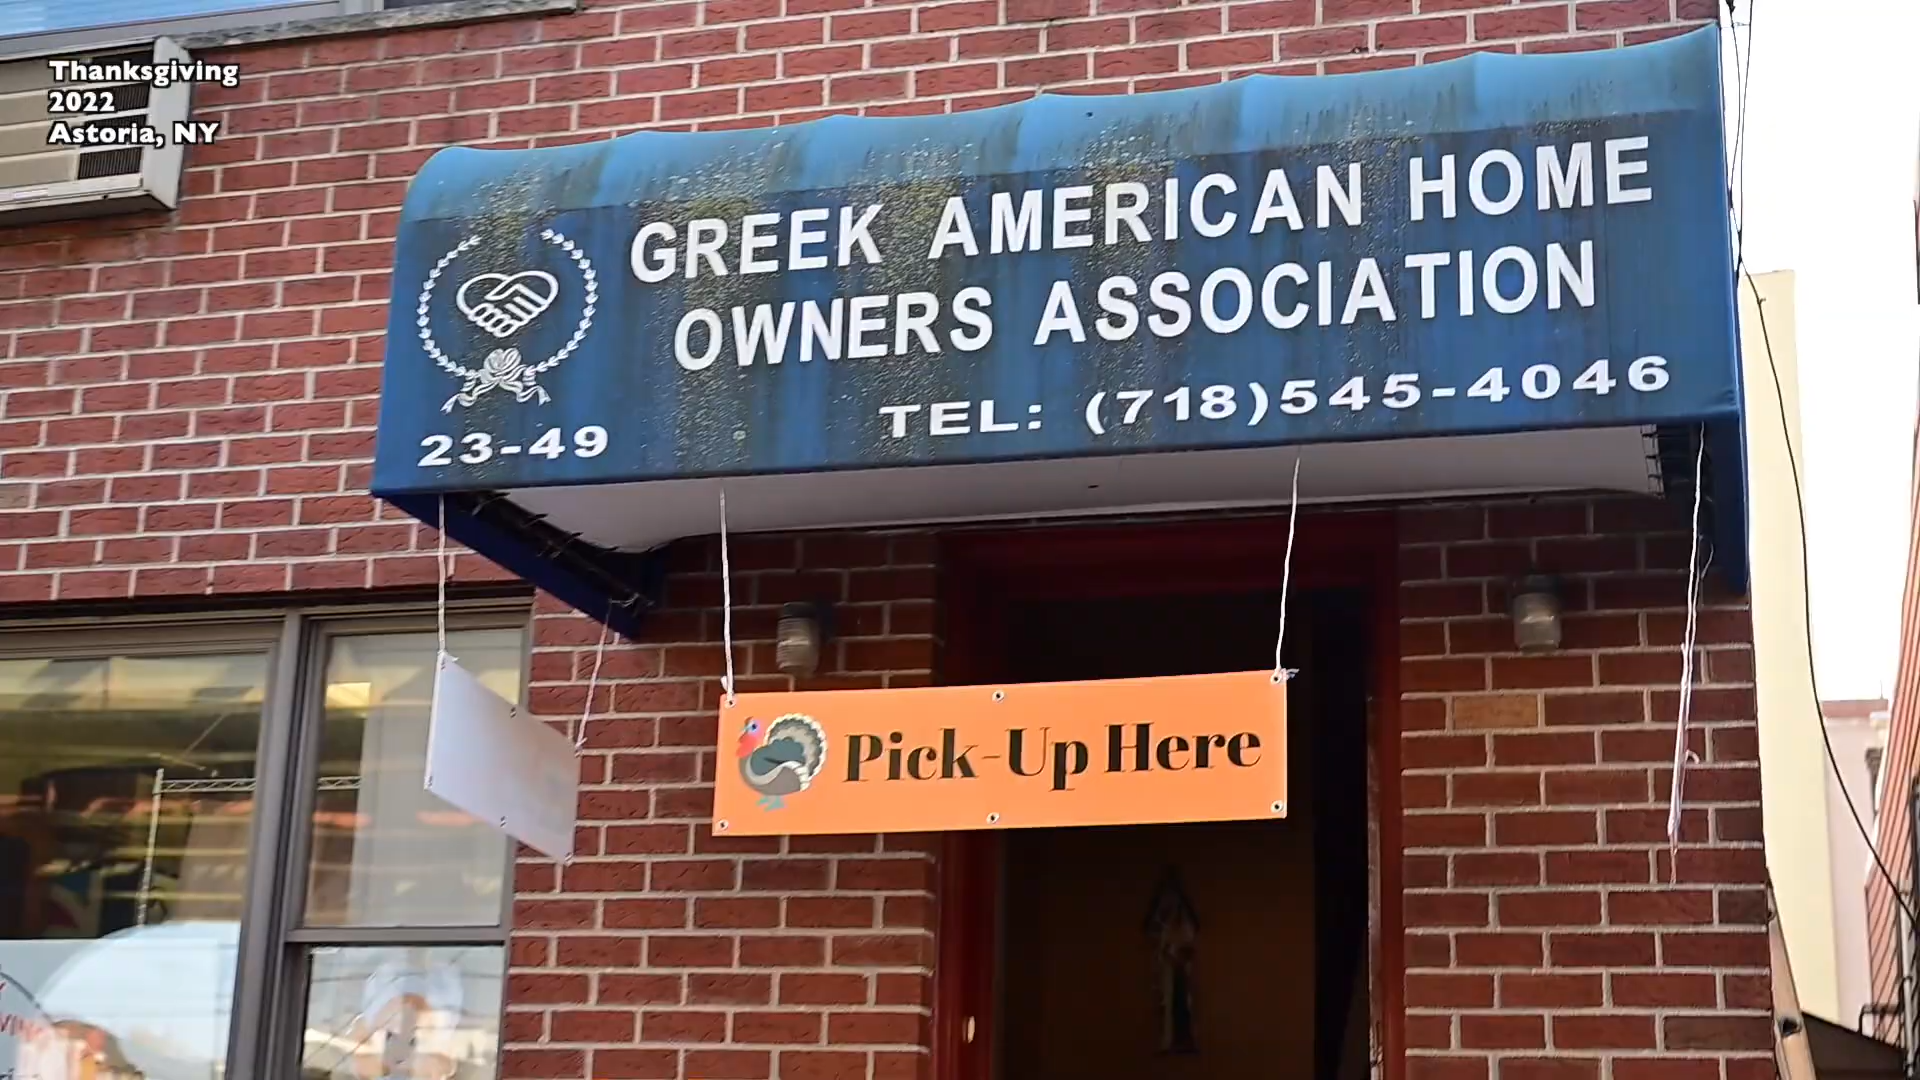 Thanksgiving
2022
Astoria, NY
GREEK AMERICAN HOME
OWNERS ASSOCIATION
TEL: (718)545-4046
23-49
Pick-Up Here